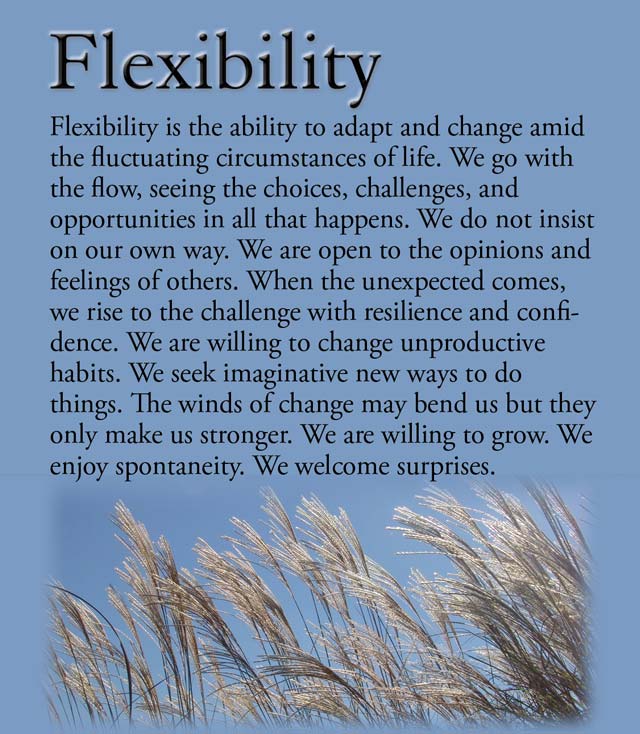 Flexibility
Flexibility is the ability to adapt and change amid
the fluctuating circumstances of life. We go with
the flow, seeing the choices, challenges, and
opportunities in all that happens. We do not insist
on our own way. We are open to the opinions and
feelings of others. When the unexpected comes,
we rise to the challenge with resilience and confi-
dence. We are willing to change unproductive
habits. We seek imaginative new ways to do
things. The winds of change may bend us but they
only make us stronger. We are willing to grow. We
enjoy spontaneity. We welcome surprises.